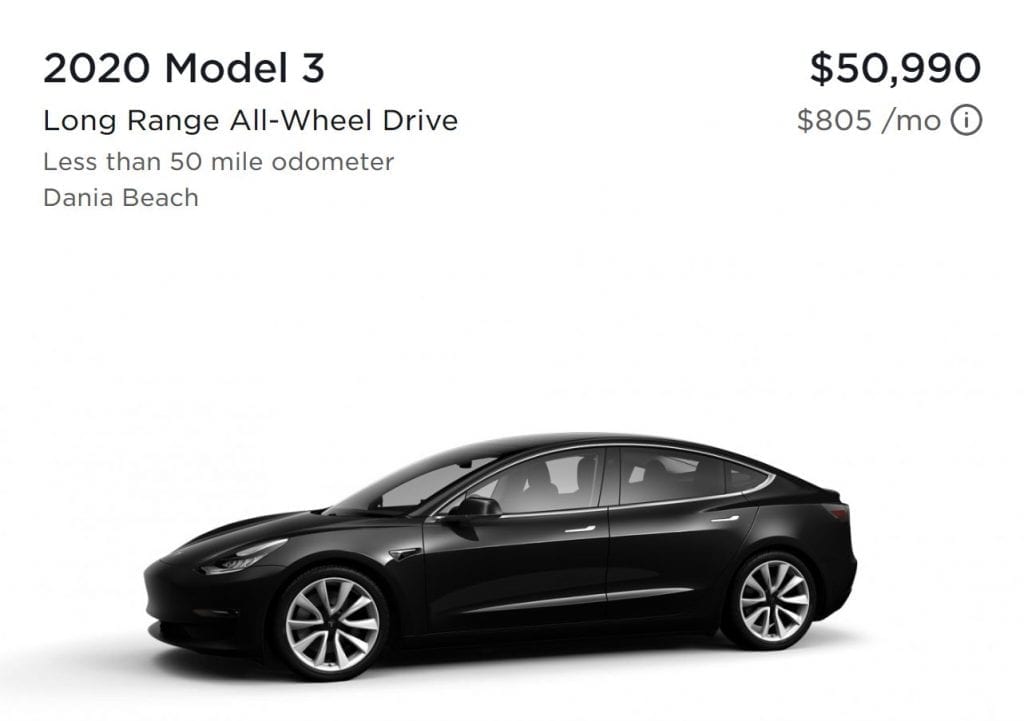 2020 Model 3
$50,990
Long Range All-Wheel Drive
$805 /mo
Less than 50 mile odometer
Dania Beach